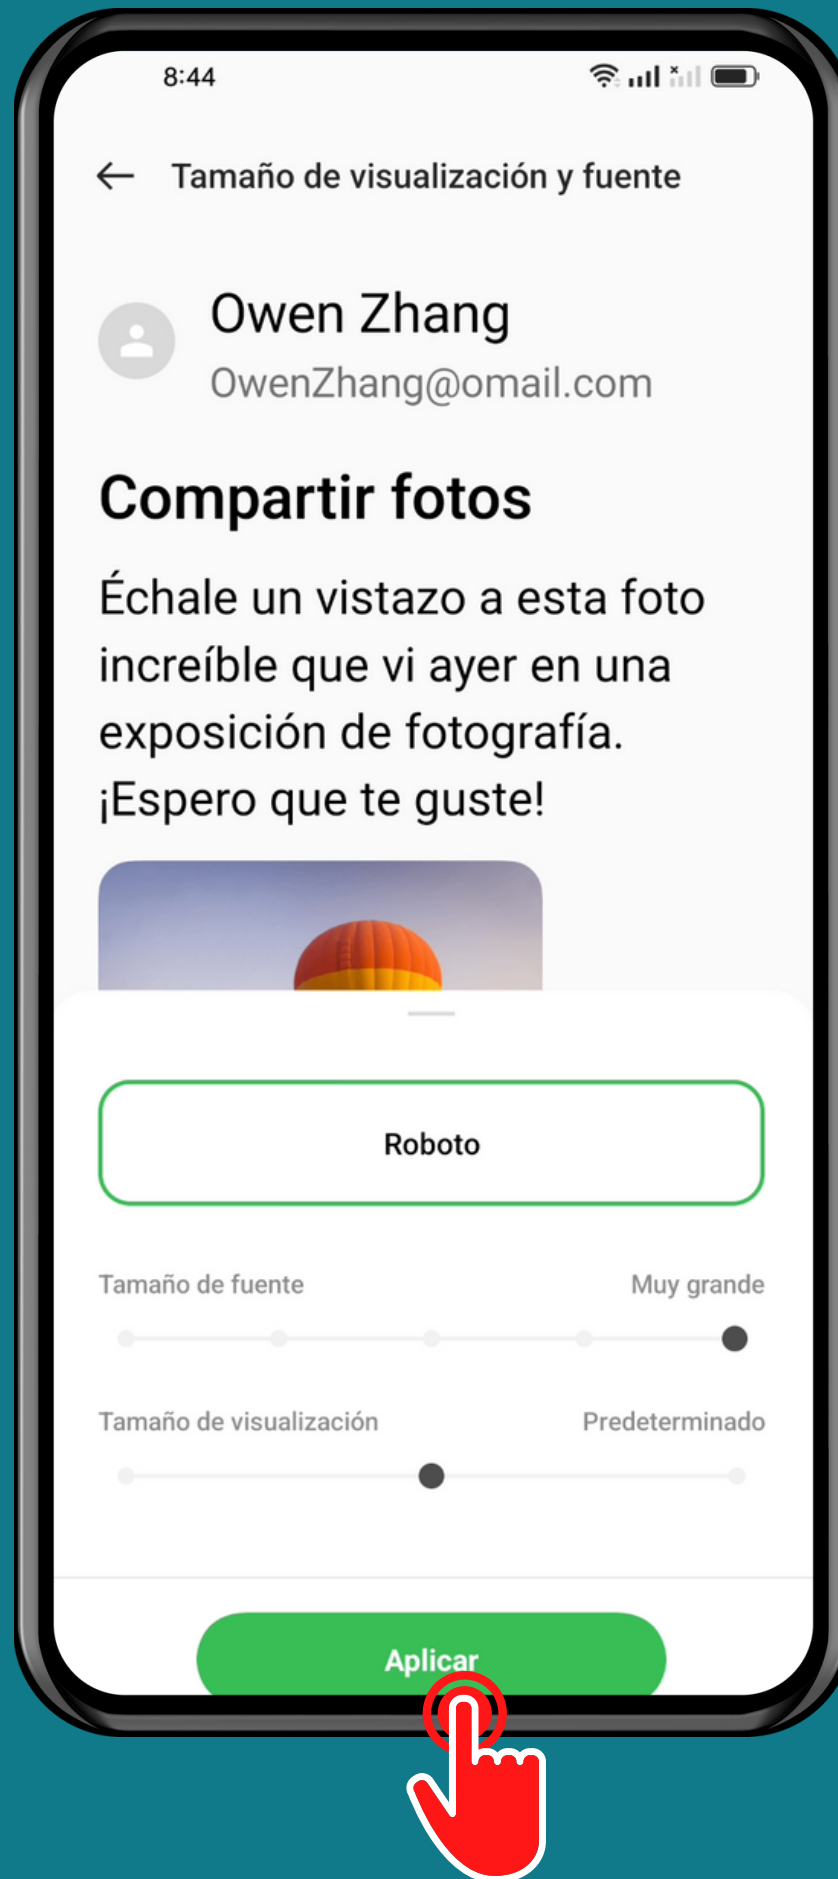 8:44
Tamaño de visualización y fuente
Owen Zhang
OwenZhang@omail.com
Compartir fotos
Échale un vistazo a esta foto
increíble que vi ayer en una
exposición de fotografía.
¡Espero que te guste!
Roboto
Tamaño de fuente Muy grande
Tamaño de visualización Predeterminado
Aplicar